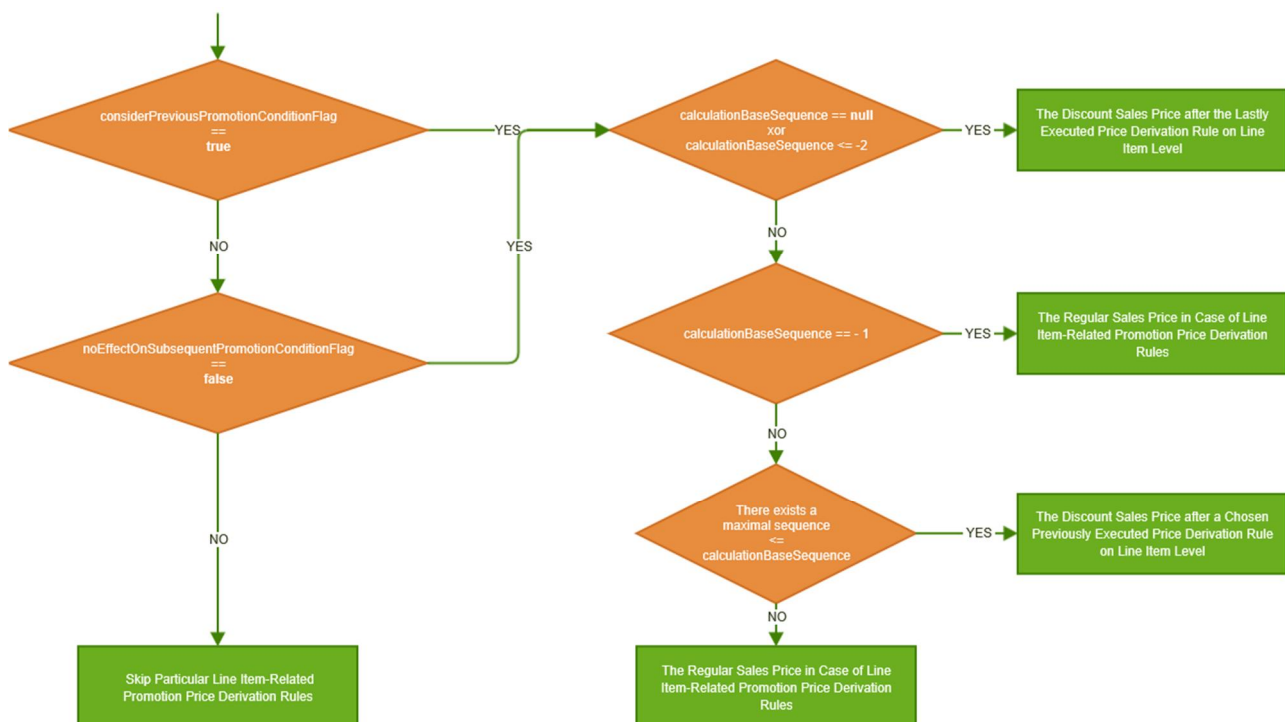 considerPreviousPromotionConditionFlag
==
true
YES
calculationBaseSequence == null
xor
calculationBaseSequence <= -2
YES
The Discount Sales Price after the Lastly
Executed Price Derivation Rule on Line
Item Level
NO
YES
NO
noEffectOnSubsequentPromotionConditionFlag
==
false
calculationBaseSequence == - 1
YES
The Regular Sales Price in Case of Line
Item-Related Promotion Price Derivation
Rules
NO
NO
There exists a
maximal sequence
<=
calculationBaseSequence
YES
The Discount Sales Price after a Chosen
Previously Executed Price Derivation Rule
on Line Item Level
NO
Skip Particular Line Item-Related
Promotion Price Derivation Rules
The Regular Sales Price in Case of Line
Item-Related Promotion Price Derivation
Rules